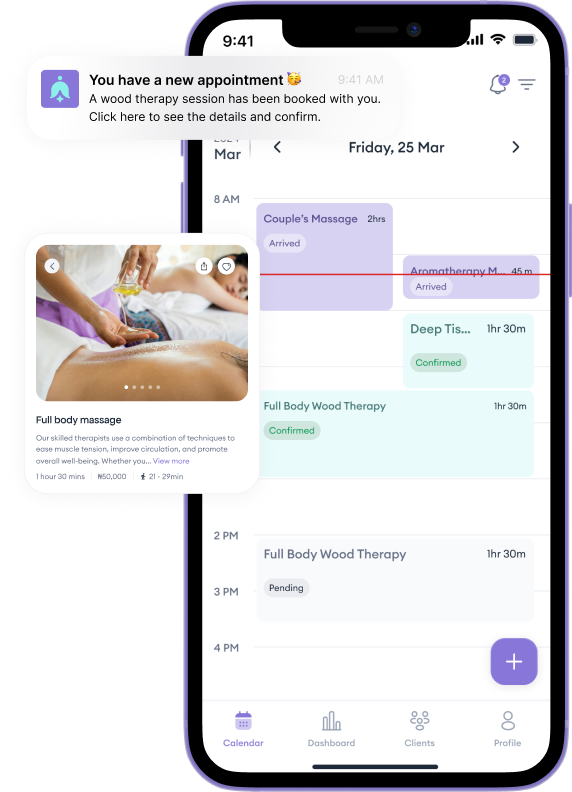 9:41
You have a new appointment 🥳
9:41 AM
A wood therapy session has been booked with you.
Click here to see the details and confirm.
2
2024
Mar
Friday, 25 Mar
8 AM
Couple's Massage 2hrs
Arrived
Aromatherapy M... 45 m
Arrived
Deep Tis... 1hr 30m
Confirmed
Full Body Wood Therapy 1hr 30m
Confirmed
Full body massage
Our skilled therapists use a combination of techniques to
ease muscle tension, improve circulation, and promote
overall well-being. Whether you... View more
1 hour 30 mins ₦50,000 21 - 29min
2 PM
Full Body Wood Therapy 1hr 30m
Pending
3 PM
4 PM
Calendar Dashboard Clients Profile